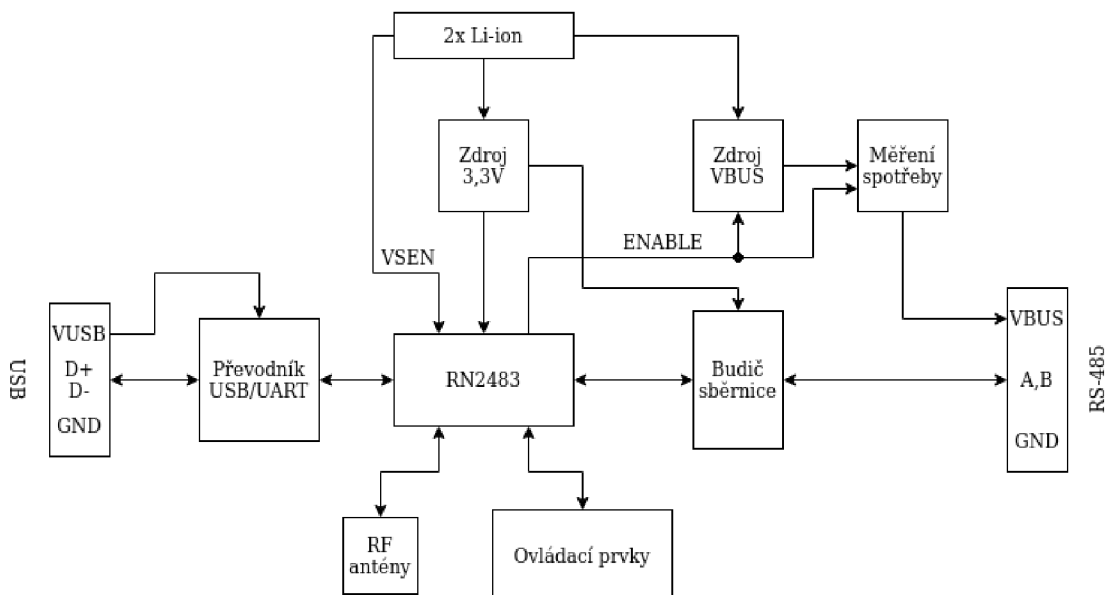 2x Li-ion
Zdroj
3,3V
Zdroj
VBUS
Měření
spotřeby
VSEN
ENABLE
USB
VUSB
D+
D-
GND
Převodník
USB/UART
RN2483
Budič
sběrnice
VBUS
A,B
GND
RS-485
RF
antény
Ovládací prvky